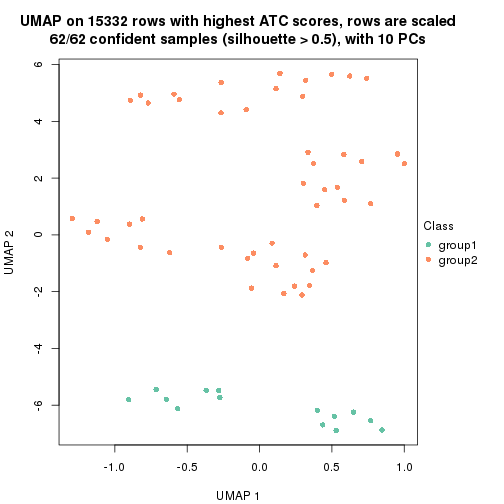 UMAP on 15332 rows with highest ATC scores, rows are scaled
62/62 confident samples (silhouette > 0.5), with 10 PCs
6
4
2
0
-2
-4
-6
UMAP 2
-1.0
-0.5
0.0
0.5
1.0
UMAP 1
Class
group1
group2